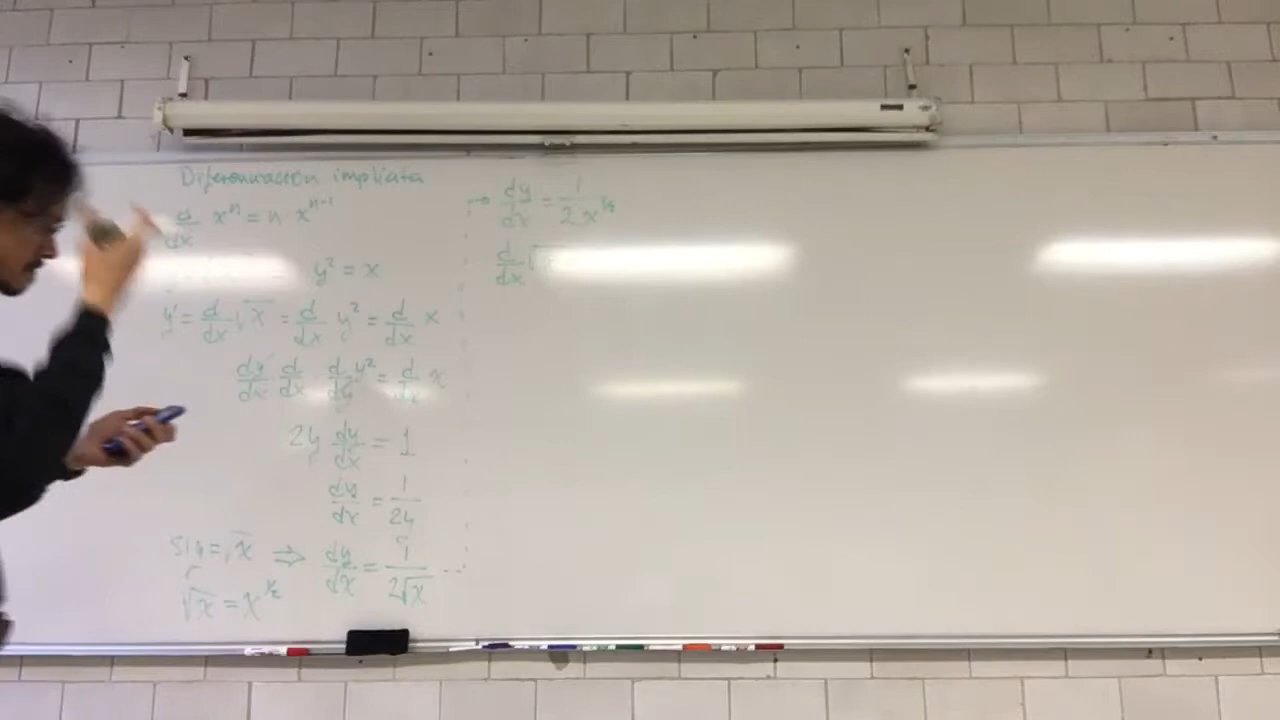 Diferenciación implicita
d/dx x^n = n x^{n-1}
y² = x
y' = d/dx √x = d/dx y² = d/dx x
dy/dx d/dx d/dy y² = d/dx x
2y dy/dx = 1
dy/dx = 1/2y
si y = √x ⇒ dy/dx = 1/2√x
√x = x^{1/2}
→ dy/dx = 1/2x^{1/2}
d/dx √